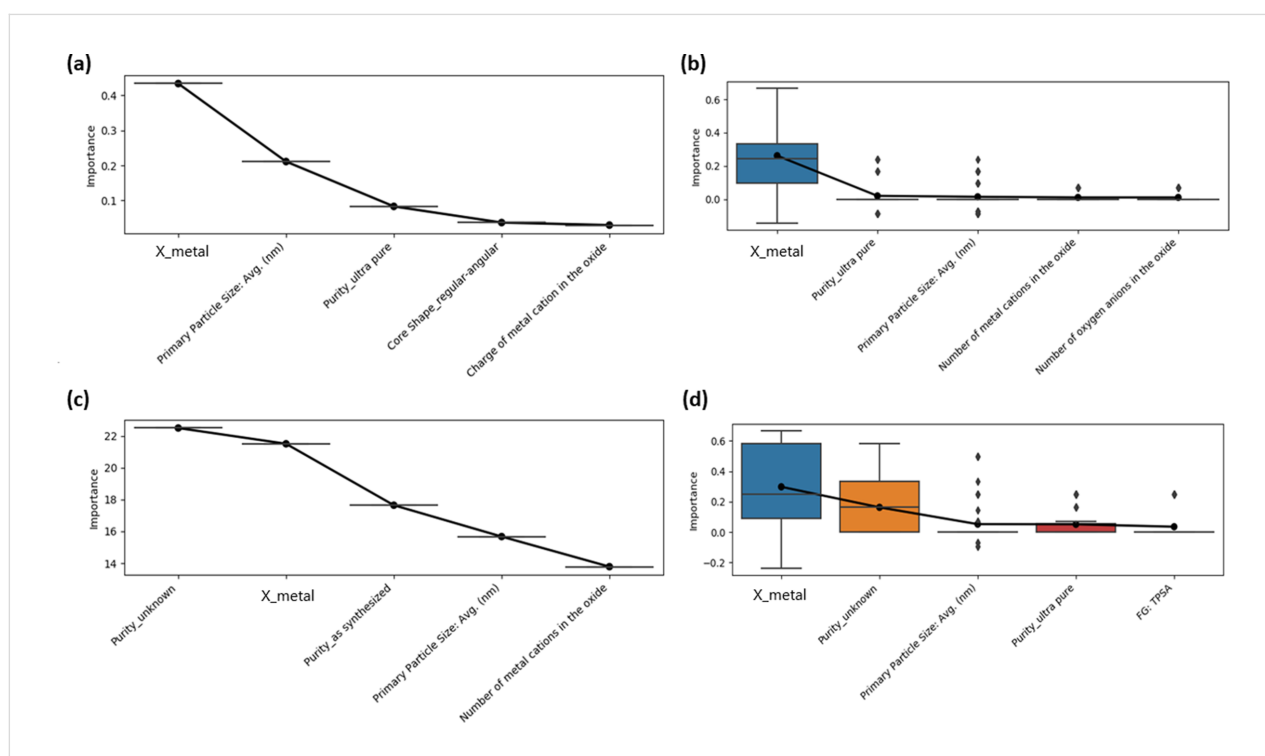 (a)
Importance
0.4
0.3
0.2
0.1
X_metal
Primary Particle Size: Avg. (nm)
Purity_ultra pure
Core Shape_regular-angular
Charge of metal cation in the oxide
(b)
Importance
0.6
0.4
0.2
0.0
X_metal
Purity_ultra pure
Primary Particle Size: Avg. (nm)
Number of metal cations in the oxide
Number of oxygen anions in the oxide
(c)
Importance
22
20
18
16
14
Purity_unknown
X_metal
Purity_as synthesized
Primary Particle Size: Avg. (nm)
Number of metal cations in the oxide
(d)
Importance
0.6
0.4
0.2
0.0
−0.2
X_metal
Purity_unknown
Primary Particle Size: Avg. (nm)
Purity_ultra pure
FG: TPSA